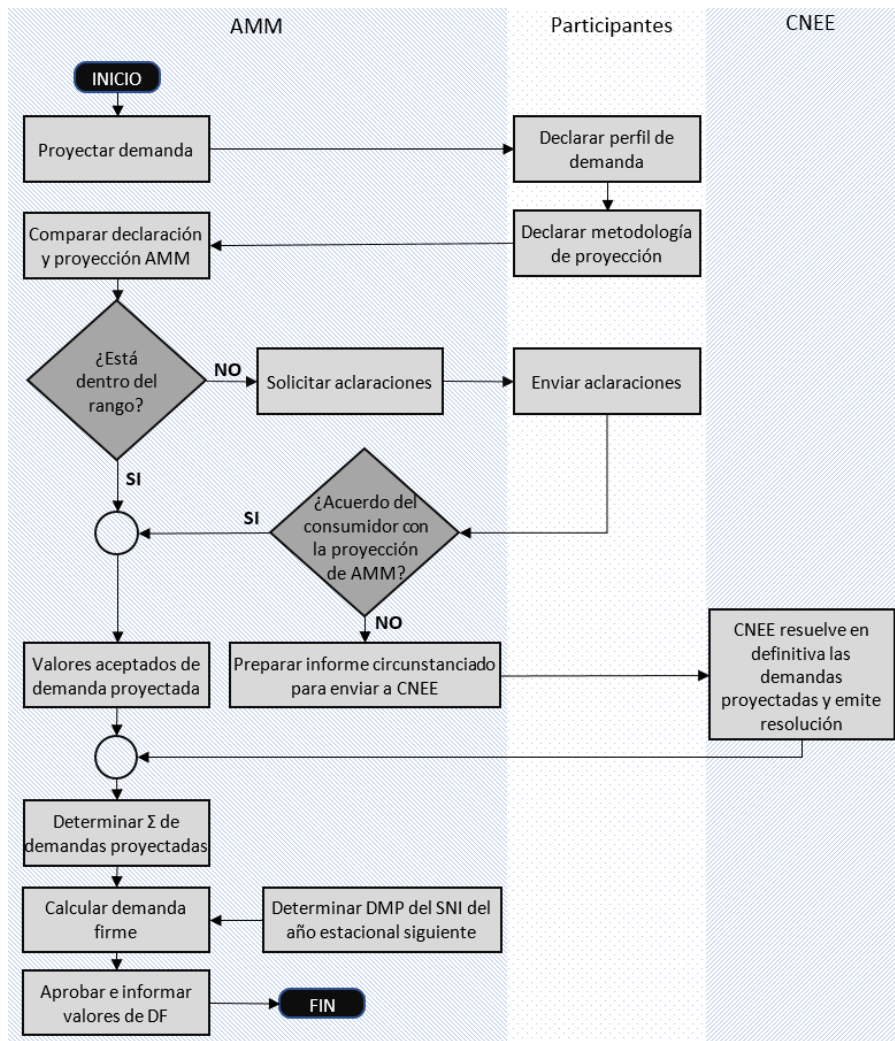 AMM
Participantes
CNEE
INICIO
Proyectar demanda
Declarar perfil de
demanda
Comparar declaración
y proyección AMM
Declarar metodología
de proyección
¿Está
dentro del
rango?
NO
Solicitar aclaraciones
Enviar aclaraciones
SI
¿Acuerdo del
consumidor con
la proyección
de AMM?
SI
NO
Valores aceptados de
demanda proyectada
Preparar informe circunstanciado
para enviar a CNEE
CNEE resuelve en
definitiva las
demandas
proyectadas y emite
resolución
Determinar Σ de
demandas proyectadas
Calcular demanda
firme
Determinar DMP del SNI del
año estacional siguiente
Aprobar e informar
valores de DF
FIN